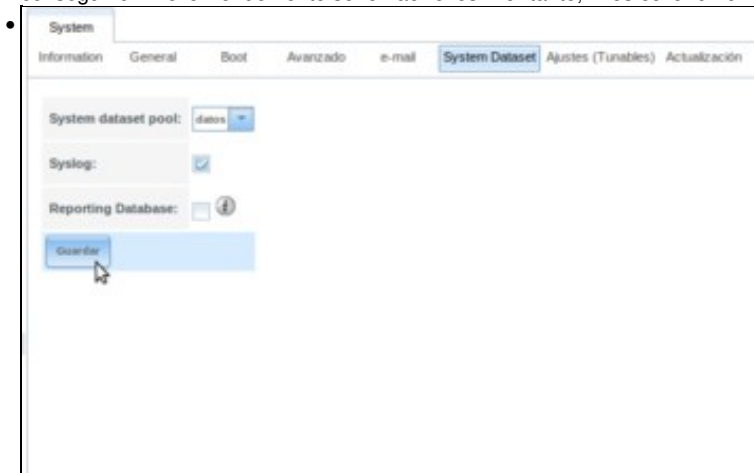 System
Information General Boot Avanzado e-mail System Dataset Ajustes (Tunables) Actualización
System dataset pool: datos
Syslog:
Reporting Database:
Guardar